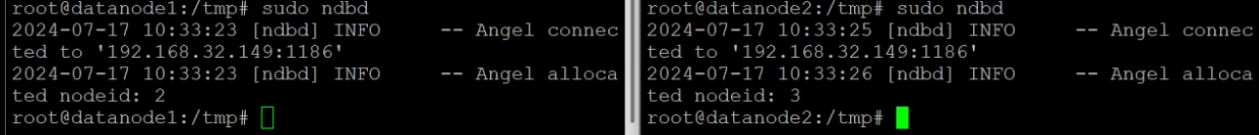 root@datanode1:/tmp# sudo ndbd
2024-07-17 10:33:23 [ndbd] INFO     -- Angel connec
ted to '192.168.32.149:1186'
2024-07-17 10:33:23 [ndbd] INFO     -- Angel alloca
ted nodeid: 2
root@datanode1:/tmp#
root@datanode2:/tmp# sudo ndbd
2024-07-17 10:33:25 [ndbd] INFO     -- Angel connec
ted to '192.168.32.149:1186'
2024-07-17 10:33:26 [ndbd] INFO     -- Angel alloca
ted nodeid: 3
root@datanode2:/tmp#